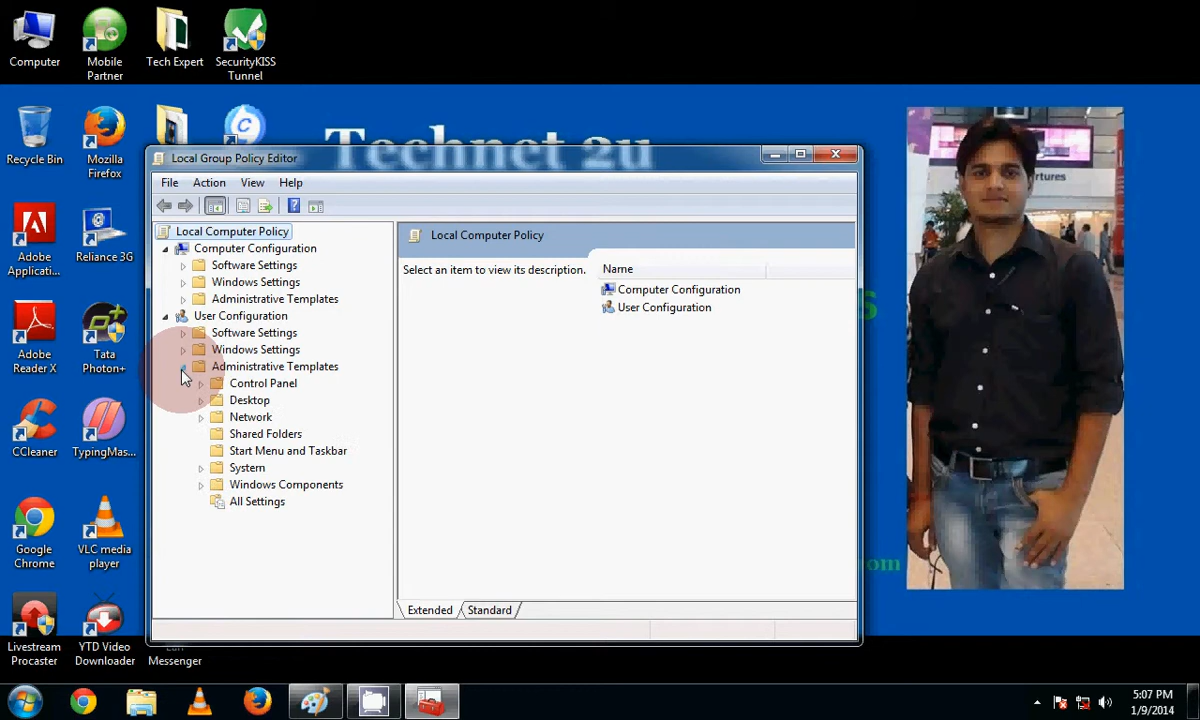 Computer
Mobile
Partner
Tech Expert
SecurityKISS
Tunnel
Recycle Bin
Mozilla
Firefox
Technet 2u
Adobe
Applicati...
Reliance 3G
Adobe
Reader X
Tata
Photon+
CCleaner
TypingMas...
Google
Chrome
VLC media
player
Livestream
Procaster
YTD Video
Downloader
Messenger
Local Group Policy Editor
File Action View Help
Local Computer Policy
Computer Configuration
Software Settings
Windows Settings
Administrative Templates
User Configuration
Software Settings
Windows Settings
Administrative Templates
Control Panel
Desktop
Network
Shared Folders
Start Menu and Taskbar
System
Windows Components
All Settings
Local Computer Policy
Select an item to view its description.
Name
Computer Configuration
User Configuration
Extended
Standard
om
5:07 PM
1/9/2014